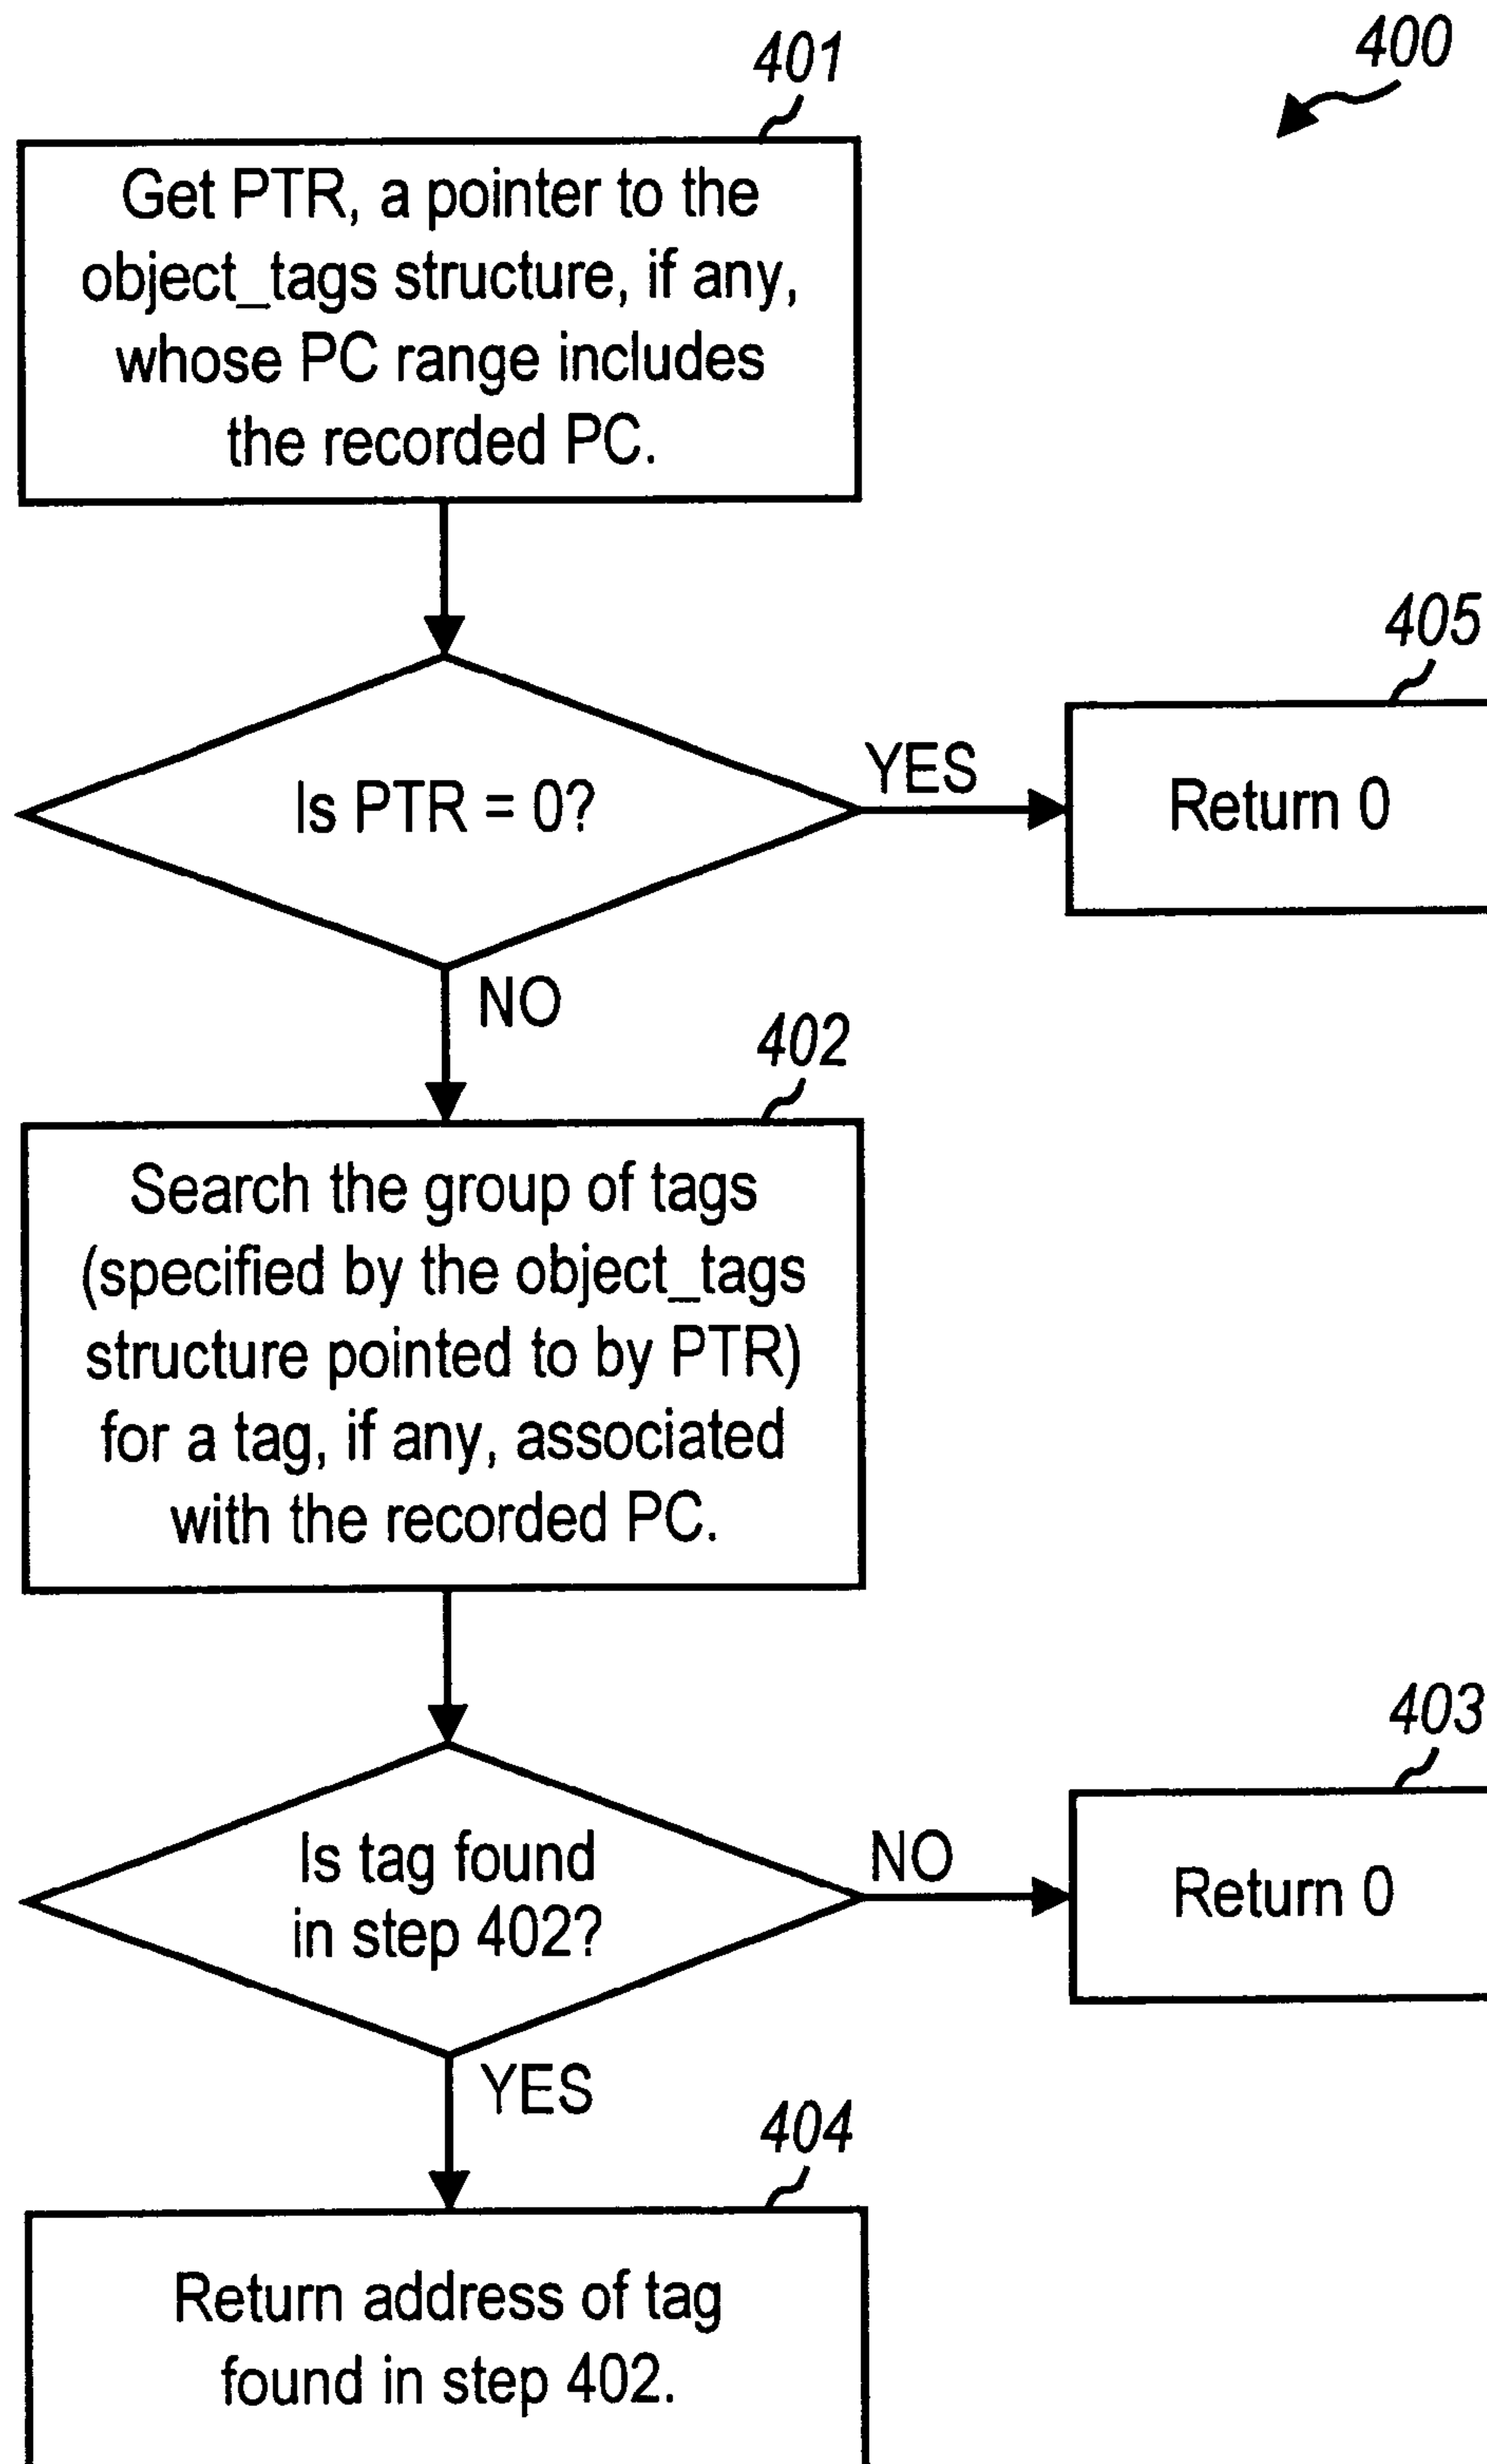 400
401
Get PTR, a pointer to the
object_tags structure, if any,
whose PC range includes
the recorded PC.
Is PTR = 0?
YES
405
Return 0
NO
402
Search the group of tags
(specified by the object_tags
structure pointed to by PTR)
for a tag, if any, associated
with the recorded PC.
Is tag found
in step 402?
NO
403
Return 0
YES
404
Return address of tag
found in step 402.